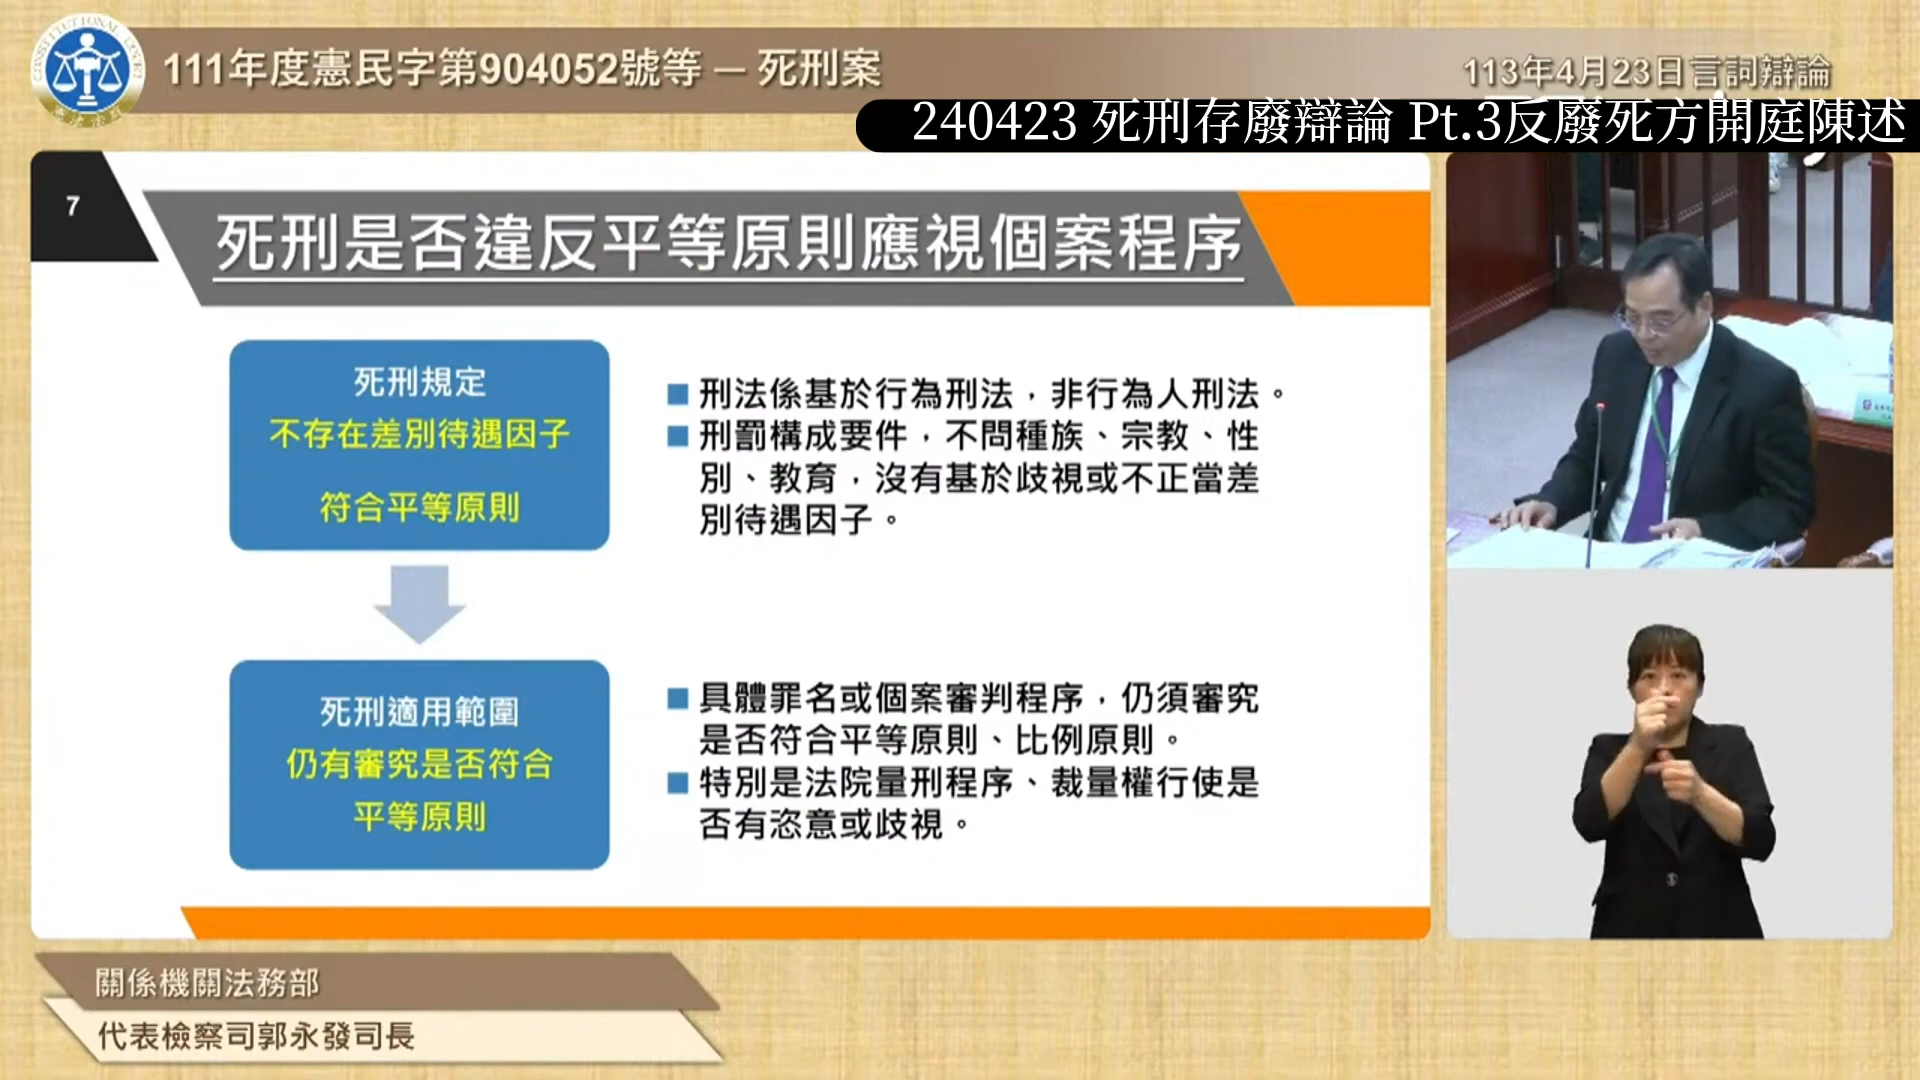 111年度憲民字第904052號等 — 死刑案
113年4月23日言詞辯論
240423 死刑存廢辯論 Pt.3反廢死方開庭陳述
7
死刑是否違反平等原則應視個案程序
死刑規定
不存在差別待遇因子
符合平等原則
刑法係基於行為刑法，非行為人刑法。
刑罰構成要件，不問種族、宗教、性
別、教育，沒有基於歧視或不正當差
別待遇因子。
死刑適用範圍
仍有審究是否符合
平等原則
具體罪名或個案審判程序，仍須審究
是否符合平等原則、比例原則。
特別是法院量刑程序、裁量權行使是
否有恣意或歧視。
關係機關法務部
代表檢察司郭永發司長